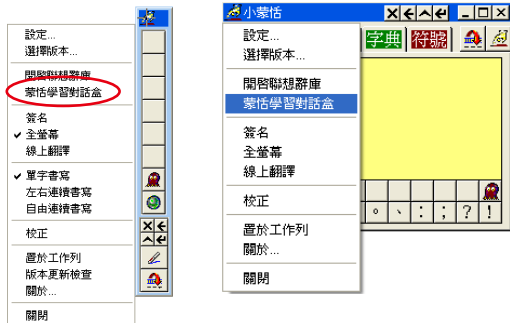 設定...
選擇版本...
開啓聯想辭庫
蒙恬學習對話盒
簽名
全螢幕
線上翻譯
單字書寫
左右連續書寫
自由連續書寫
校正
置於工作列
版本更新檢查
關於...
關閉
小蒙恬
字典 符號
設定...
選擇版本...
開啓聯想辭庫
蒙恬學習對話盒
簽名
全螢幕
線上翻譯
校正
置於工作列
關於...
關閉
。 、 : ; ? !